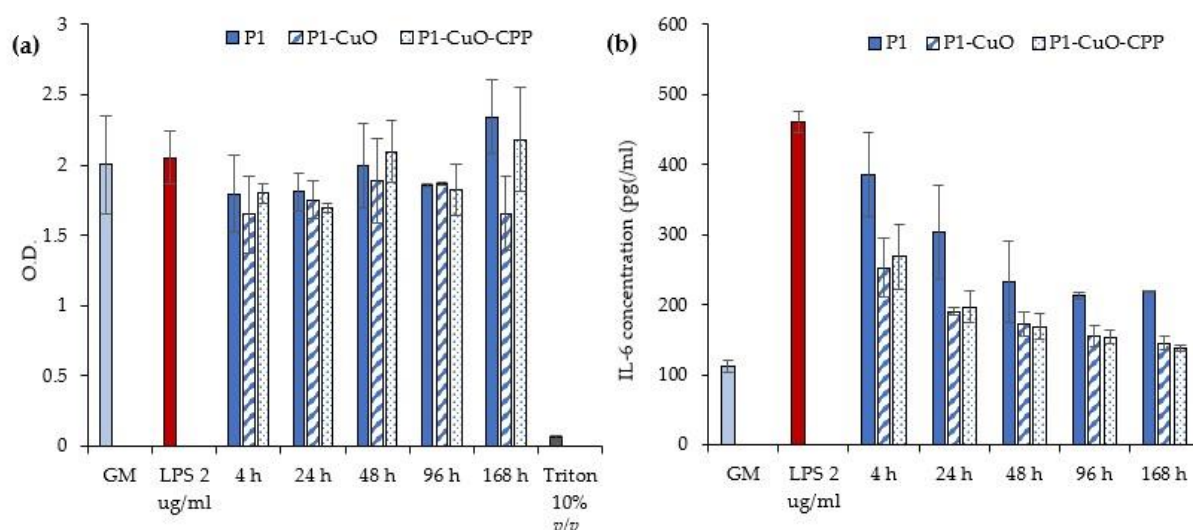 (a)
P1 P1-CuO P1-CuO-CPP
3
2.5
2
1.5
1
0.5
0
O.D.
GM LPS 2 ug/ml 4 h 24 h 48 h 96 h 168 h Triton 10% p/p
(b)
P1 P1-CuO P1-CuO-CPP
600
500
400
300
200
100
0
IL-6 concentration (pg(/ml)
GM LPS 2 ug/ml 4 h 24 h 48 h 96 h 168 h